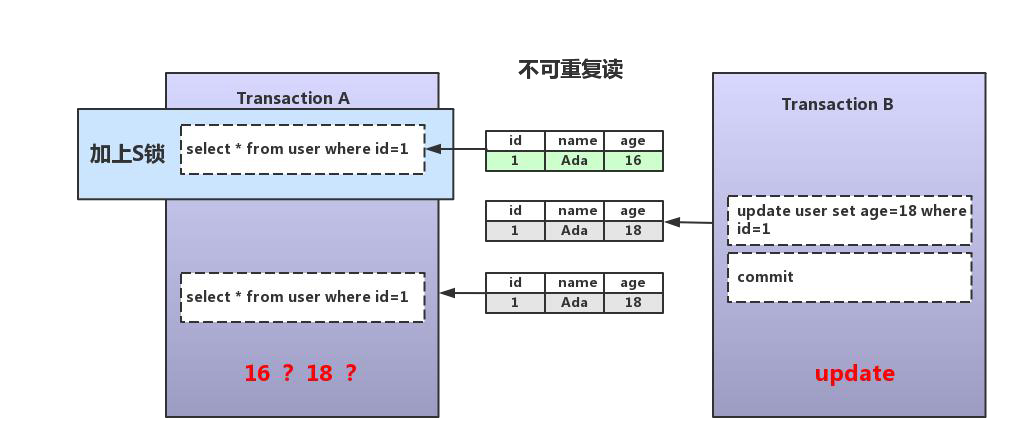 不可重复读
Transaction A
加上S锁
select * from user where id=1
id name age
1 Ada 16
Transaction B
id name age
1 Ada 18
update user set age=18 where
id=1
commit
select * from user where id=1
id name age
1 Ada 18
16 ? 18 ?
update